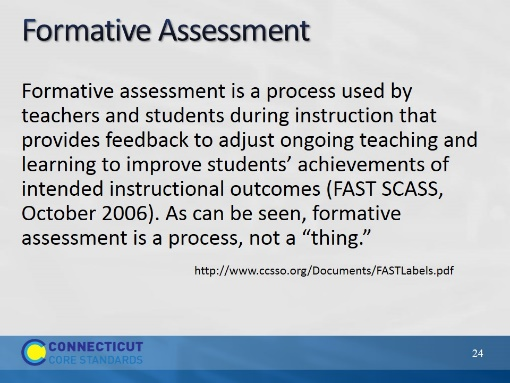 Formative Assessment
Formative assessment is a process used by
teachers and students during instruction that
provides feedback to adjust ongoing teaching and
learning to improve students’ achievements of
intended instructional outcomes (FAST SCASS,
October 2006). As can be seen, formative
assessment is a process, not a “thing.”
http://www.ccsso.org/Documents/FASTLabels.pdf
CONNECTICUT
CORE STANDARDS
24